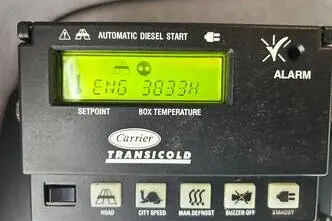 AUTOMATIC DIESEL START
ENG 3833H
ALARM
SETPOINT BOX TEMPERATURE
Carrier
TRANSICOLD
ROAD CITY SPEED MAN.DEFROST BUZZER OFF STANDBY